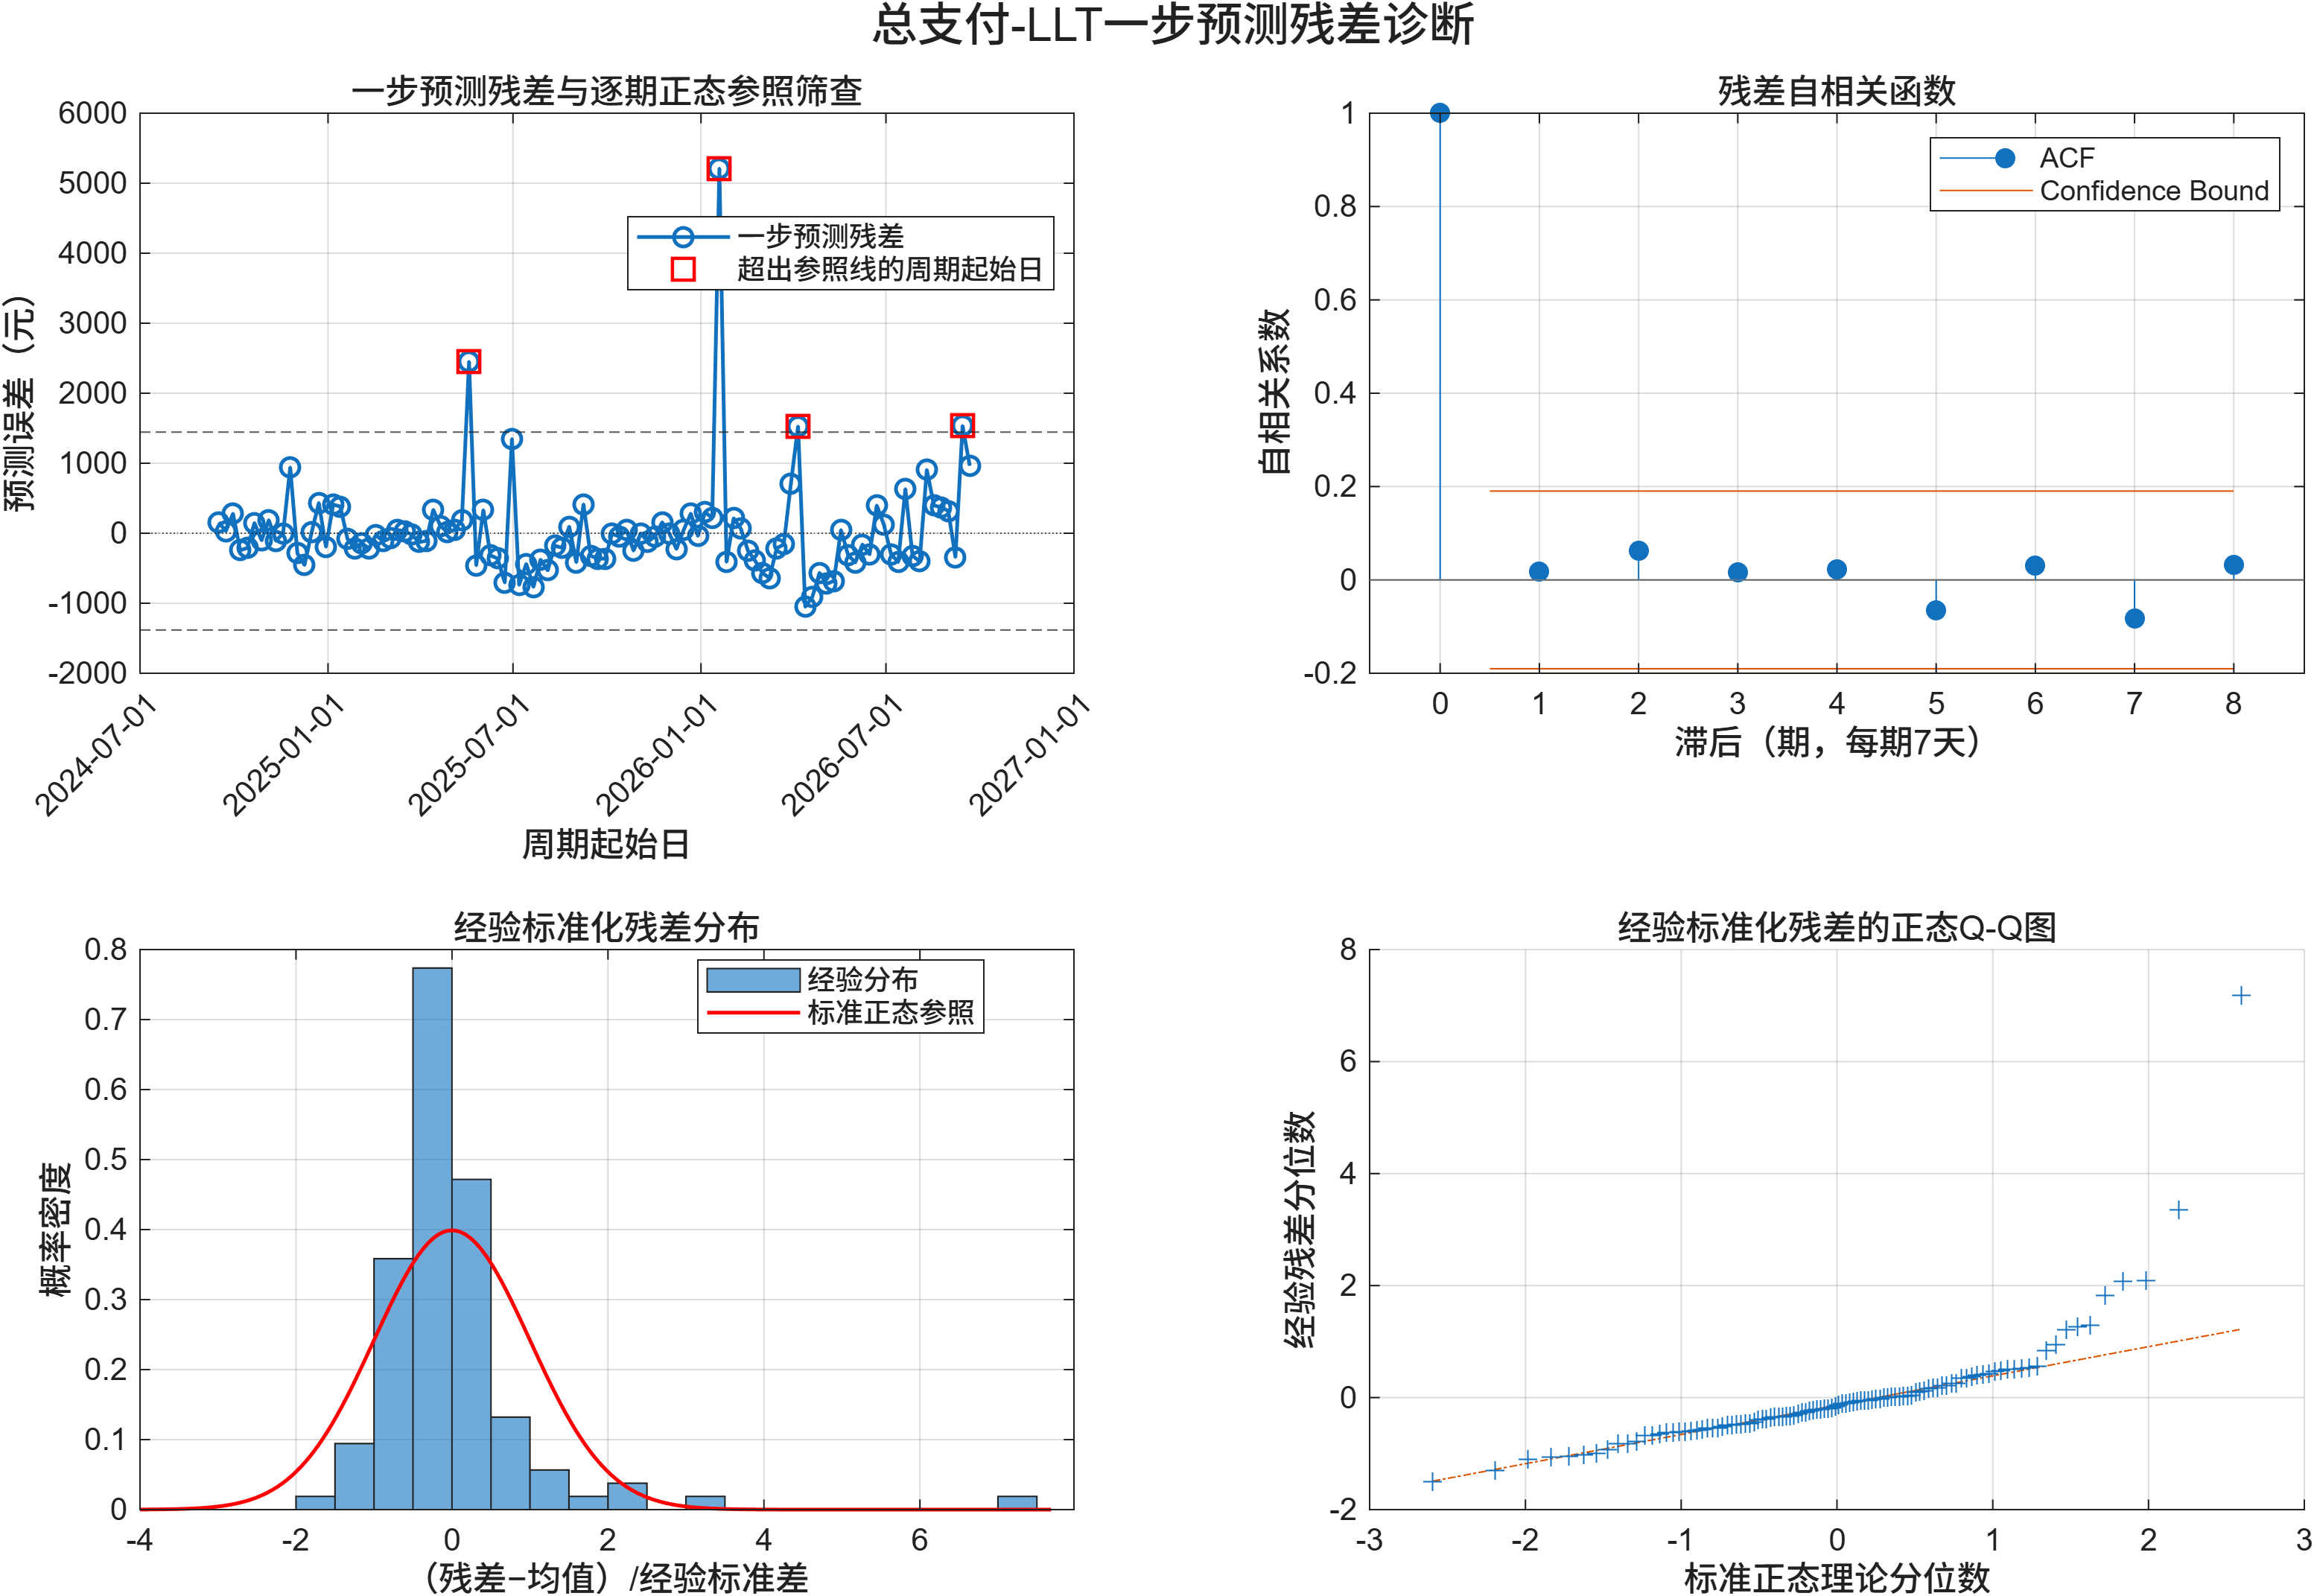 总支付-LLT一步预测残差诊断
一步预测残差与逐期正态参照筛查
6000
5000
4000
3000
2000
1000
0
-1000
-2000
预测误差（元）
一步预测残差
超出参照线的周期起始日
2024-07-01
2025-01-01
2025-07-01
2026-01-01
2026-07-01
2027-01-01
周期起始日
残差自相关函数
1
0.8
0.6
0.4
0.2
0
-0.2
自相关系数
ACF
Confidence Bound
0 1 2 3 4 5 6 7 8
滞后（期，每期7天）
经验标准化残差分布
0.8
0.7
0.6
0.5
0.4
0.3
0.2
0.1
0
概率密度
经验分布
标准正态参照
-4 -2 0 2 4 6
（残差−均值）/经验标准差
经验标准化残差的正态Q-Q图
8
6
4
2
0
-2
经验残差分位数
-3 -2 -1 0 1 2 3
标准正态理论分位数